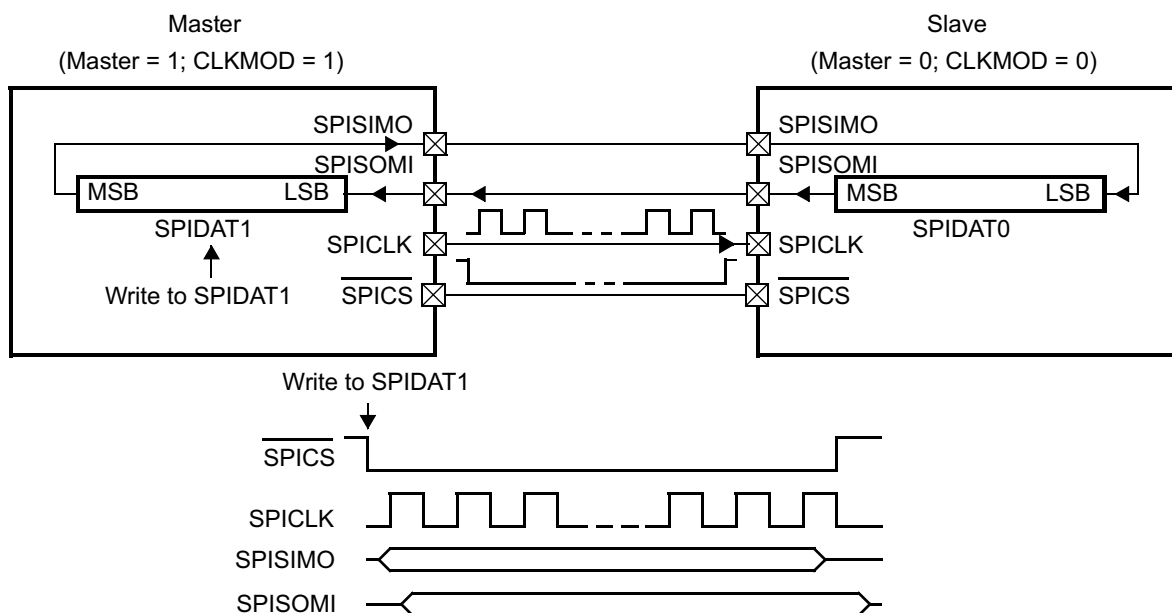 Master
(Master = 1; CLKMOD = 1)
Slave
(Master = 0; CLKMOD = 0)
SPISIMO
SPISIMO
SPISOMI
SPISOMI
MSB LSB
MSB LSB
SPIDAT1
SPIDAT0
SPICLK
SPICLK
Write to SPIDAT1
SPICS
SPICS
Write to SPIDAT1
SPICS
SPICLK
SPISIMO
SPISOMI